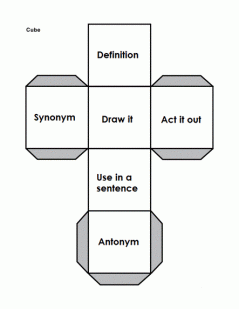 Cube
Definition
Synonym
Draw it
Act it out
Use in a
sentence
Antonym